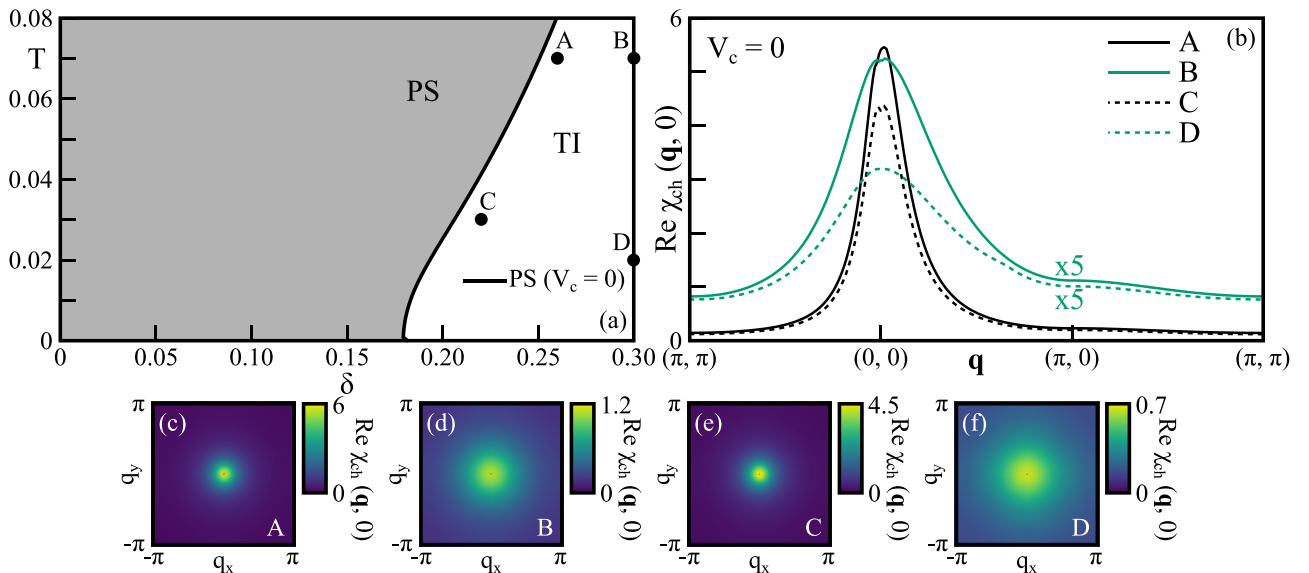 0.08
T
0.06
0.04
0.02
0
0 0.05 0.10 0.15 0.20 0.25 0.30
δ
PS
TI
A
B
C
D
PS (V_c = 0)
(a)
6
Re χ_ch (q, 0)
0
V_c = 0
(b)
A
B
C
D
x5
x5
(π, π) (0, 0) q (π, 0) (π, π)
(c)
A
π
q_y
-π
-π q_x π
6
0
Re χ_ch (q, 0)
(d)
B
π
q_y
-π
-π q_x π
1.2
0
Re χ_ch (q, 0)
(e)
C
π
q_y
-π
-π q_x π
4.5
0
Re χ_ch (q, 0)
(f)
D
π
q_y
-π
-π q_x π
0.7
0
Re χ_ch (q, 0)